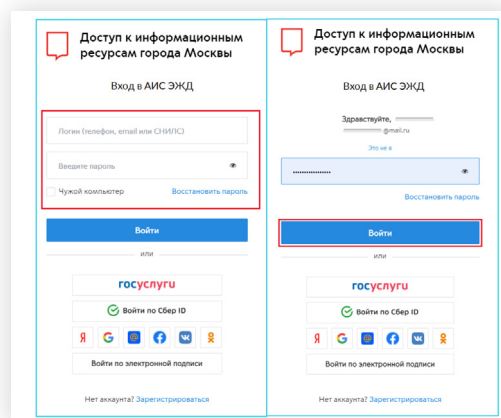 Доступ к информационным
ресурсам города Москвы
Вход в АИС ЭЖД
Логин (телефон, email или СНИЛС)
Введите пароль
Чужой компьютер Восстановить пароль
Войти
или
госуслуги
Войти по Сбер ID
Войти по электронной подписи
Нет аккаунта? Зарегистрироваться
Доступ к информационным
ресурсам города Москвы
Вход в АИС ЭЖД
Здравствуйте,
@mail.ru
Это не я
Восстановить пароль
Войти
или
госуслуги
Войти по Сбер ID
Войти по электронной подписи
Нет аккаунта? Зарегистрироваться